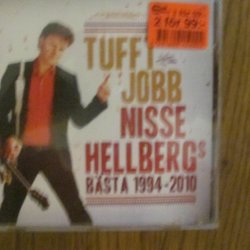 2 för 99:-
TUFFT
JOBB
NISSE
HELLBERGS
BÄSTA 1994-2010